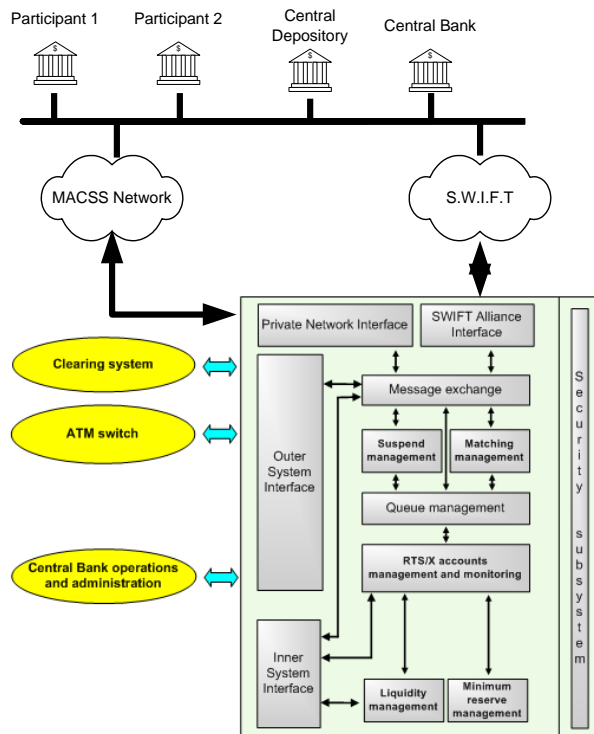 Participant 1
Participant 2
Central
Depository
Central Bank
$
$
$
$
MACSS Network
S.W.I.F.T
Private Network Interface
SWIFT Alliance
Interface
Clearing system
Message exchange
ATM switch
Suspend
management
Matching
management
Outer
System
Interface
Queue management
Central Bank operations
and administration
RTS/X accounts
management and monitoring
Inner
System
Interface
Liquidity
management
Minimum
reserve
management
Security subsystem